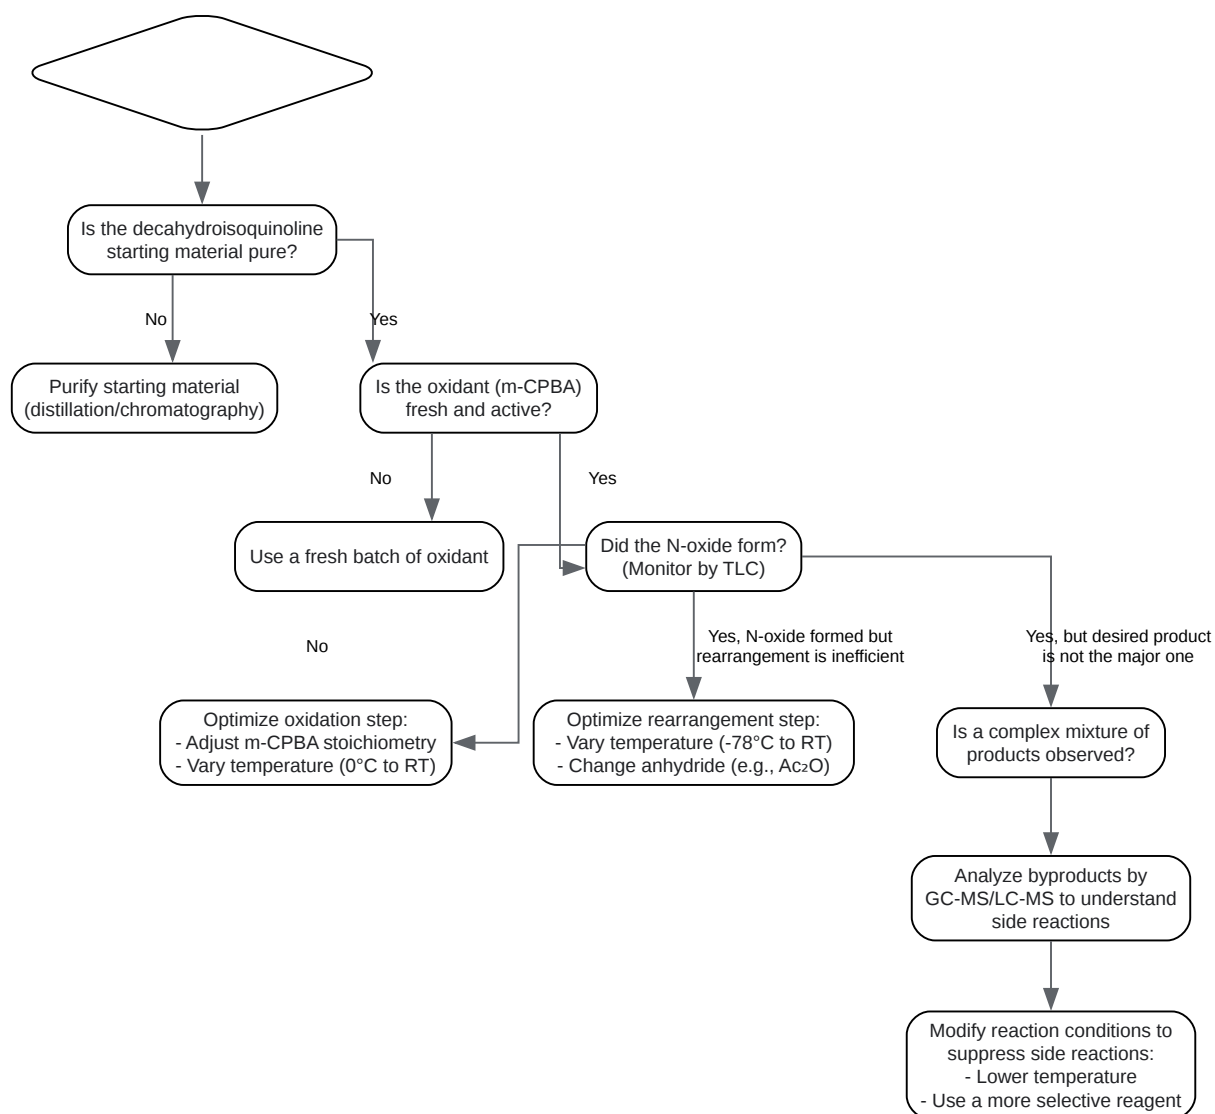 Is the decahydroisoquinoline
starting material pure?
No
Yes
Purify starting material
(distillation/chromatography)
Is the oxidant (m-CPBA)
fresh and active?
No
Yes
Use a fresh batch of oxidant
Did the N-oxide form?
(Monitor by TLC)
No
Yes, N-oxide formed but
rearrangement is inefficient
Yes, but desired product
is not the major one
Optimize oxidation step:
- Adjust m-CPBA stoichiometry
- Vary temperature (0°C to RT)
Optimize rearrangement step:
- Vary temperature (-78°C to RT)
- Change anhydride (e.g., Ac₂O)
Is a complex mixture of
products observed?
Analyze byproducts by
GC-MS/LC-MS to understand
side reactions
Modify reaction conditions to
suppress side reactions:
- Lower temperature
- Use a more selective reagent